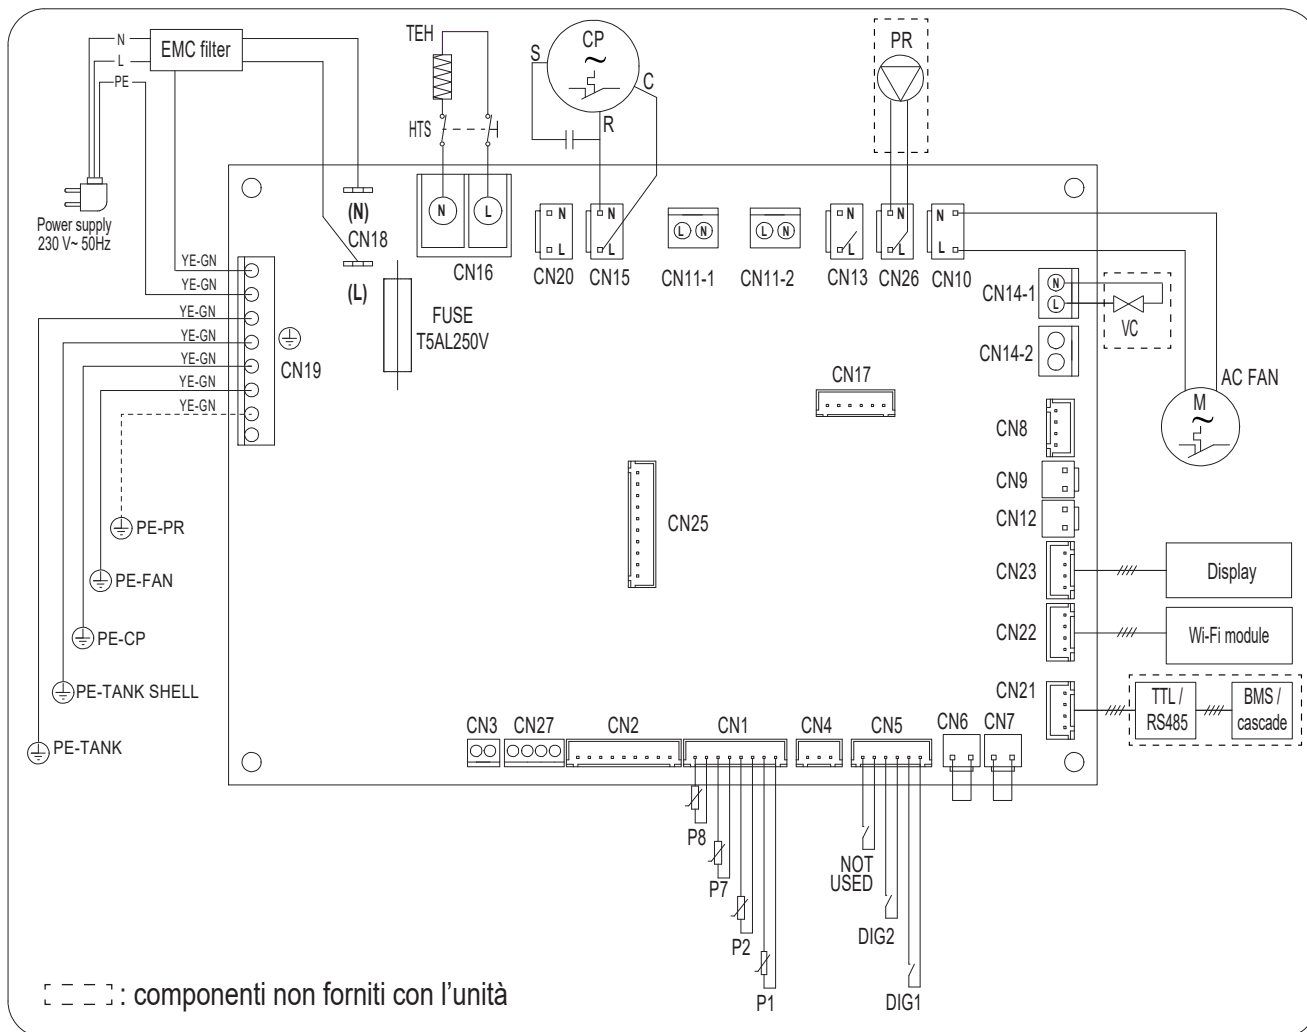 N
L
PE
EMC filter
Power supply
230 V~ 50Hz
TEH
HTS
S
CP
~
C
R
PR
(N)
CN18
(L)
N
L
CN16
N
L
CN20
N
L
CN15
L N
CN11-1
L N
CN11-2
N
L
CN13
N
L
CN26
N
L
CN10
FUSE
T5AL250V
YE-GN
YE-GN
YE-GN
YE-GN
YE-GN
YE-GN
YE-GN
CN19
CN14-1
N
L
VC
CN14-2
AC FAN
M
~
CN17
CN8
CN9
CN12
CN25
CN23
Display
CN22
Wi-Fi module
CN21
TTL /
RS485
BMS /
cascade
PE-PR
PE-FAN
PE-CP
PE-TANK SHELL
PE-TANK
CN3
CN27
CN2
CN1
CN4
CN5
CN6
CN7
P8
P7
P2
P1
NOT
USED
DIG2
DIG1
: componenti non forniti con l’unità